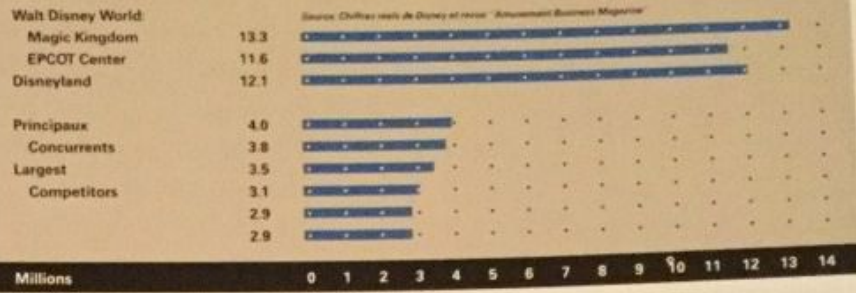 Walt Disney World:
Source: Chiffres réels de Disney et revue "Amusement Business Magazine"
Magic Kingdom 13.3
EPCOT Center 11.6
Disneyland 12.1
Principaux 4.0
Concurrents 3.8
Largest 3.5
Competitors 3.1
2.9
2.9
Millions 0 1 2 3 4 5 6 7 8 9 10 11 12 13 14